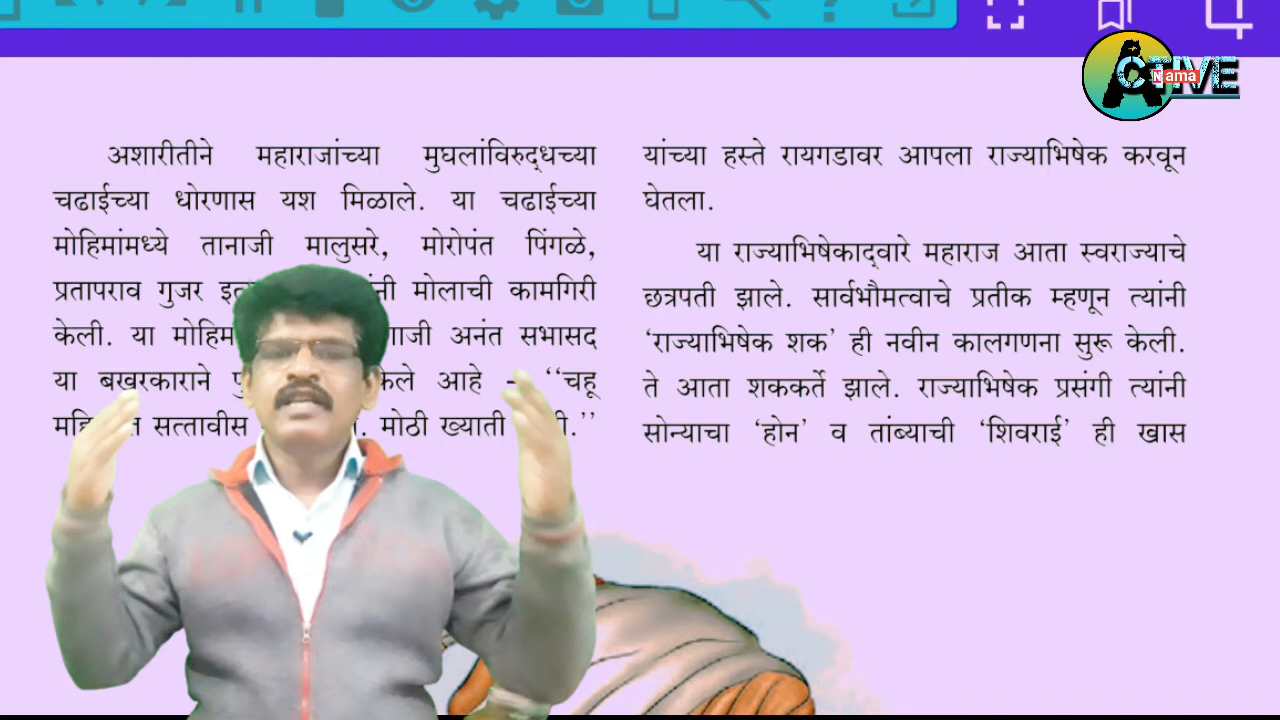 ACTIVE
Nama
अशारीतीने महाराजांच्या मुघलांविरुद्धच्या
चढाईच्या धोरणास यश मिळाले. या चढाईच्या
मोहिमांमध्ये तानाजी मालुसरे, मोरोपंत पिंगळे,
प्रतापराव गुजर मोलाची कामगिरी
केली. या अनंत सभासद
या बखरकाराने आहे - ‘‘चहू
सत्तावीस मोठी ख्याती
यांच्या हस्ते रायगडावर आपला राज्याभिषेक करवून
घेतला.
या राज्याभिषेकाद्वारे महाराज आता स्वराज्याचे
छत्रपती झाले. सार्वभौमत्वाचे प्रतीक म्हणून त्यांनी
‘राज्याभिषेक शक’ ही नवीन कालगणना सुरू केली.
ते आता शककर्ते झाले. राज्याभिषेक प्रसंगी त्यांनी
सोन्याचा ‘होन’ व तांब्याची ‘शिवराई’ ही खास